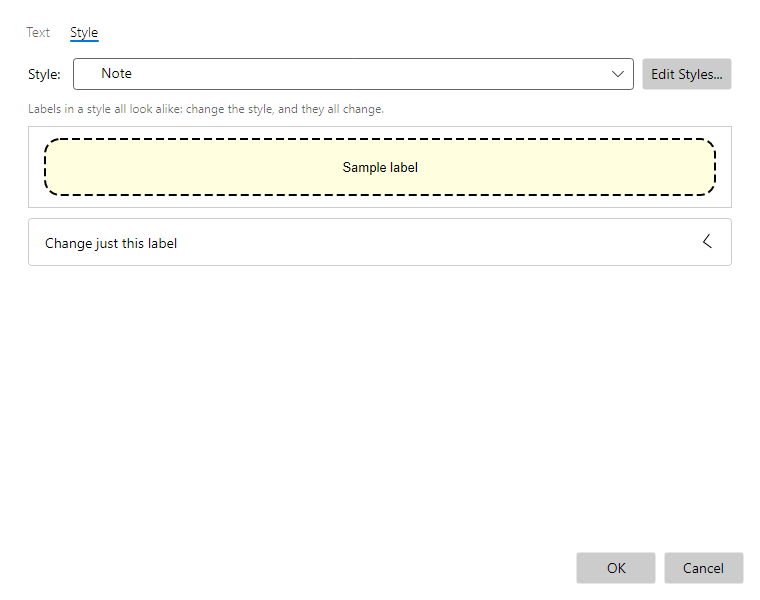 Text Style
Style: Note Edit Styles...
Labels in a style all look alike: change the style, and they all change.
Sample label
Change just this label
OK Cancel